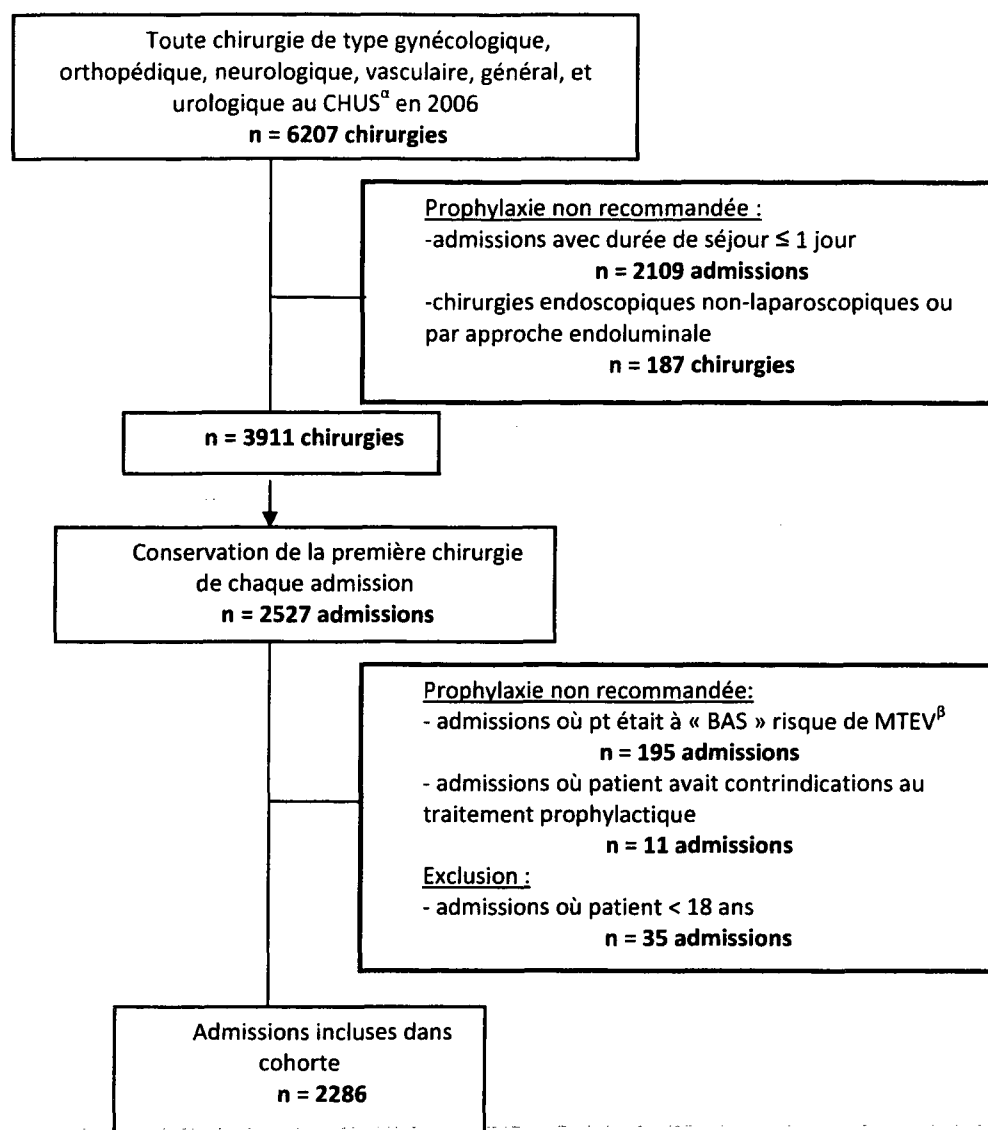 Toute chirurgie de type gynécologique,
orthopédique, neurologique, vasculaire, général, et
urologique au CHUSα en 2006
n = 6207 chirurgies
Prophylaxie non recommandée :
-admissions avec durée de séjour ≤ 1 jour
n = 2109 admissions
-chirurgies endoscopiques non-laparoscopiques ou
par approche endoluminale
n = 187 chirurgies
n = 3911 chirurgies
Conservation de la première chirurgie
de chaque admission
n = 2527 admissions
Prophylaxie non recommandée:
- admissions où pt était à « BAS » risque de MTEVβ
n = 195 admissions
- admissions où patient avait contrindications au
traitement prophylactique
n = 11 admissions
Exclusion :
- admissions où patient < 18 ans
n = 35 admissions
Admissions incluses dans
cohorte
n = 2286